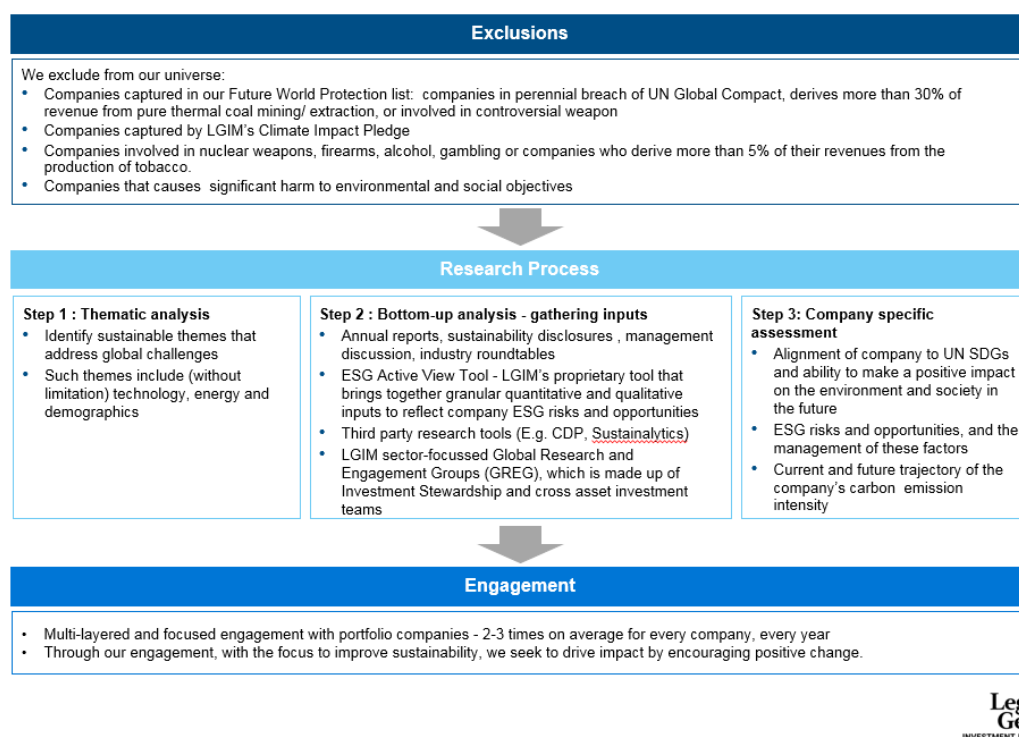 Exclusions
We exclude from our universe:
• Companies captured in our Future World Protection list:  companies in perennial breach of UN Global Compact, derives more than 30% of
revenue from pure thermal coal mining/ extraction, or involved in controversial weapon
• Companies captured by LGIM's Climate Impact Pledge
• Companies involved in nuclear weapons, firearms, alcohol, gambling or companies who derive more than 5% of their revenues from the
production of tobacco.
• Companies that causes  significant harm to environmental and social objectives
Research Process
Step 1 : Thematic analysis
• Identify sustainable themes that
address global challenges
• Such themes include (without
limitation) technology, energy and
demographics
Step 2 : Bottom-up analysis - gathering inputs
• Annual reports, sustainability disclosures , management
discussion, industry roundtables
• ESG Active View Tool - LGIM's proprietary tool that
brings together granular quantitative and qualitative
inputs to reflect company ESG risks and opportunities
• Third party research tools (E.g. CDP, Sustainalytics)
• LGIM sector-focussed Global Research and
Engagement Groups (GREG), which is made up of
Investment Stewardship and cross asset investment
teams
Step 3: Company specific
assessment
• Alignment of company to UN SDGs
and ability to make a positive impact
on the environment and society in
the future
• ESG risks and opportunities, and the
management of these factors
• Current and future trajectory of the
company's carbon  emission
intensity
Engagement
• Multi-layered and focused engagement with portfolio companies - 2-3 times on average for every company, every year
• Through our engagement, with the focus to improve sustainability, we seek to drive impact by encouraging positive change.
Leg
Ge
INVESTMENT